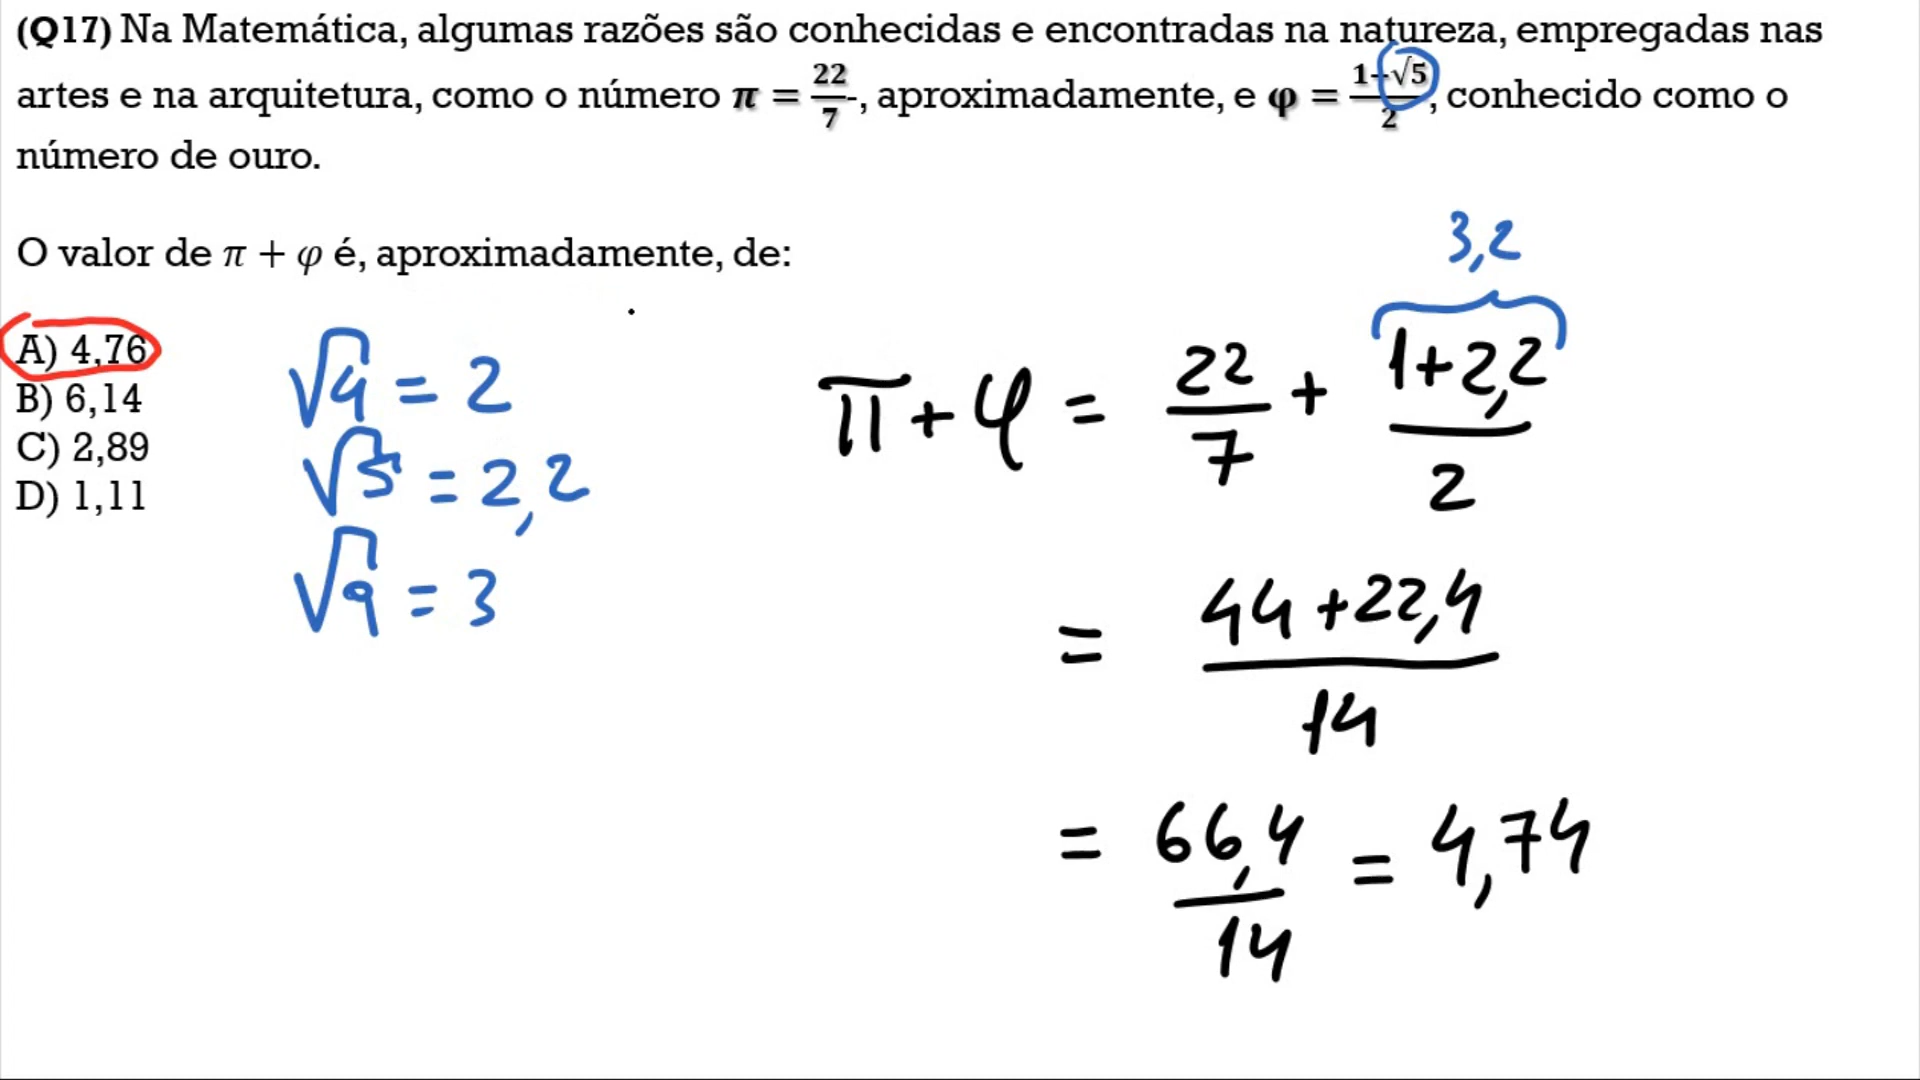 (Q17) Na Matemática, algumas razões são conhecidas e encontradas na natureza, empregadas nas
artes e na arquitetura, como o número π = 22/7, aproximadamente, e φ = 1+√5/2, conhecido como o
número de ouro.
O valor de π + φ é, aproximadamente, de:
A) 4,76
B) 6,14
C) 2,89
D) 1,11
√4 = 2
√5 = 2,2
√9 = 3
3,2
π+φ = 22/7 + 1+2,2/2
= 44+22,4/14
= 66,4/14 = 4,74